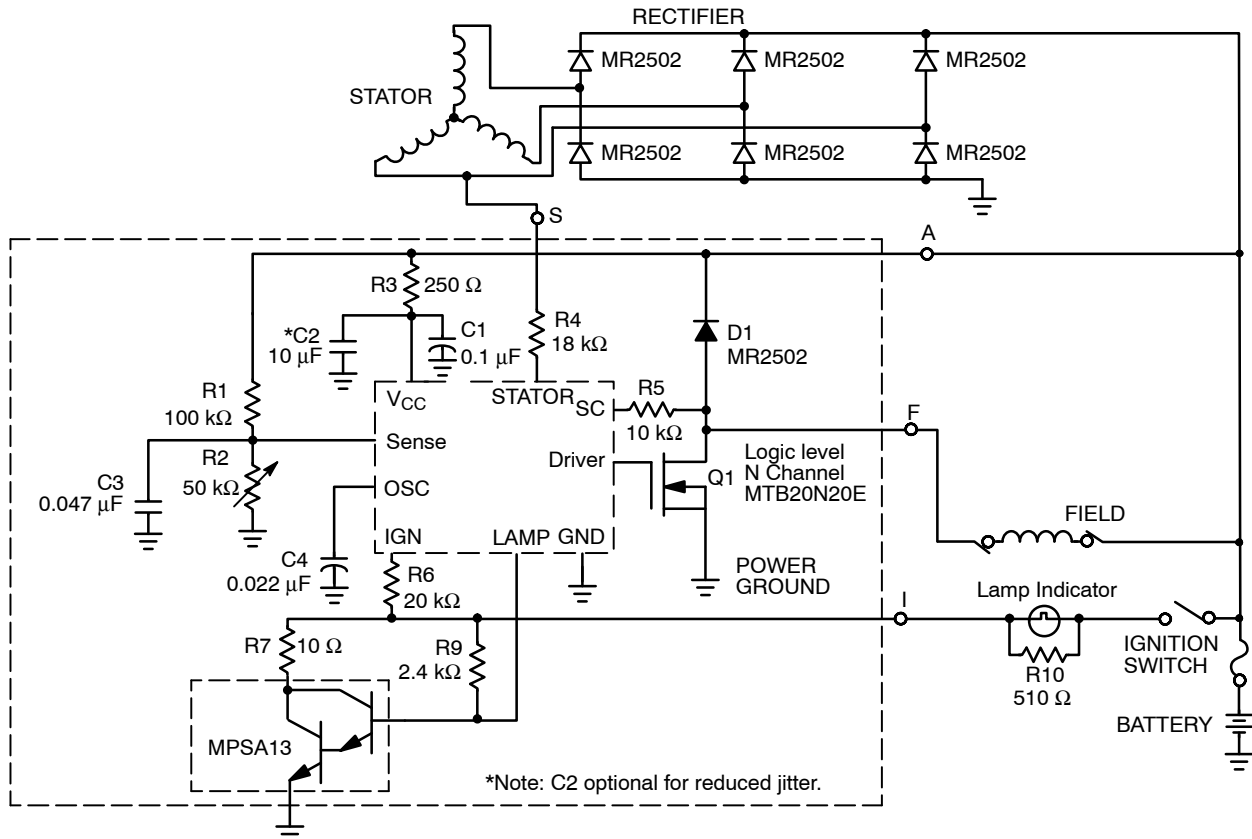 RECTIFIER
MR2502
MR2502
MR2502
STATOR
MR2502
MR2502
MR2502
S
A
R3
250 Ω
*C2
10 μF
C1
0.1 μF
R4
18 kΩ
D1
MR2502
R1
100 kΩ
VCC
STATOR
SC
R5
10 kΩ
F
Sense
Driver
Logic level
N Channel
MTB20N20E
Q1
R2
50 kΩ
C3
0.047 μF
OSC
IGN
LAMP
GND
FIELD
C4
0.022 μF
R6
20 kΩ
POWER
GROUND
I
Lamp Indicator
R7
10 Ω
R9
2.4 kΩ
R10
510 Ω
IGNITION
SWITCH
BATTERY
MPSA13
*Note: C2 optional for reduced jitter.